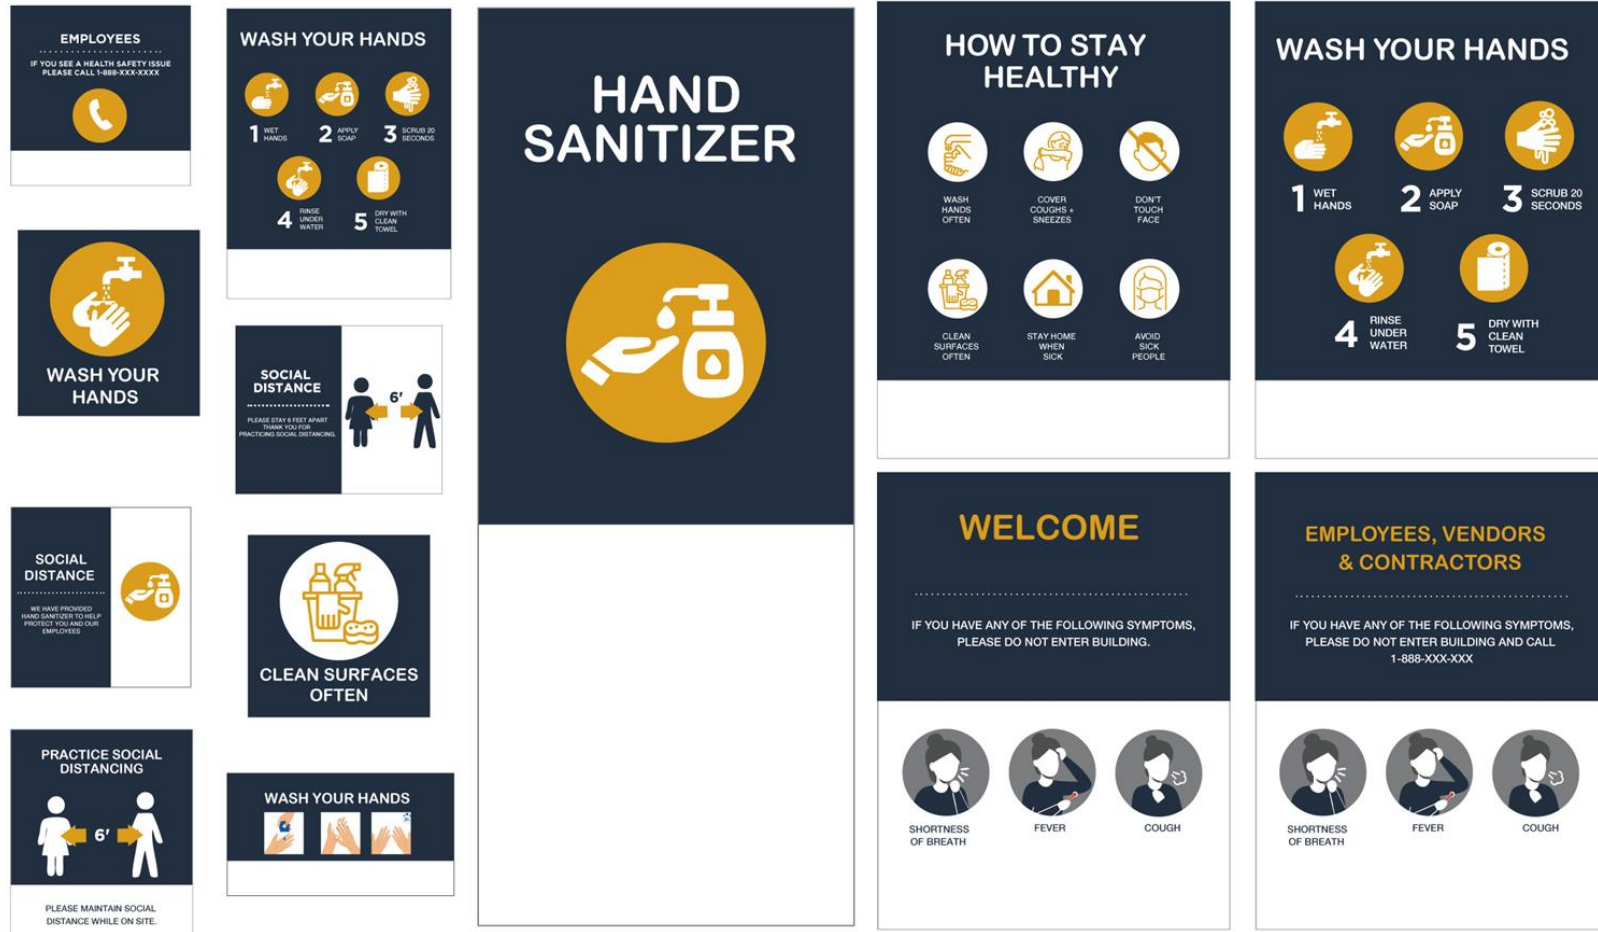 EMPLOYEES
IF YOU SEE A HEALTH SAFETY ISSUE
PLEASE CALL 1-888-XXX-XXXX
WASH YOUR
HANDS
SOCIAL
DISTANCE
WE HAVE PROVIDED
HAND SANITIZER TO HELP
PROTECT YOU AND OUR
EMPLOYEES
PRACTICE SOCIAL
DISTANCING
6'
PLEASE MAINTAIN SOCIAL
DISTANCE WHILE ON SITE.
WASH YOUR HANDS
1 WET
HANDS
2 APPLY
SOAP
3 SCRUB 20
SECONDS
4 RINSE
UNDER
WATER
5 DRY WITH
CLEAN
TOWEL
SOCIAL
DISTANCE
PLEASE STAY 6 FEET APART
THANK YOU FOR
PRACTICING SOCIAL DISTANCING.
6'
CLEAN SURFACES
OFTEN
WASH YOUR HANDS
HAND
SANITIZER
HOW TO STAY
HEALTHY
WASH
HANDS
OFTEN
COVER
COUGHS +
SNEEZES
DON'T
TOUCH
FACE
CLEAN
SURFACES
OFTEN
STAY HOME
WHEN
SICK
AVOID
SICK
PEOPLE
WELCOME
IF YOU HAVE ANY OF THE FOLLOWING SYMPTOMS,
PLEASE DO NOT ENTER BUILDING.
SHORTNESS
OF BREATH
FEVER
COUGH
WASH YOUR HANDS
1 WET
HANDS
2 APPLY
SOAP
3 SCRUB 20
SECONDS
4 RINSE
UNDER
WATER
5 DRY WITH
CLEAN
TOWEL
EMPLOYEES, VENDORS
& CONTRACTORS
IF YOU HAVE ANY OF THE FOLLOWING SYMPTOMS,
PLEASE DO NOT ENTER BUILDING AND CALL
1-888-XXX-XXX
SHORTNESS
OF BREATH
FEVER
COUGH